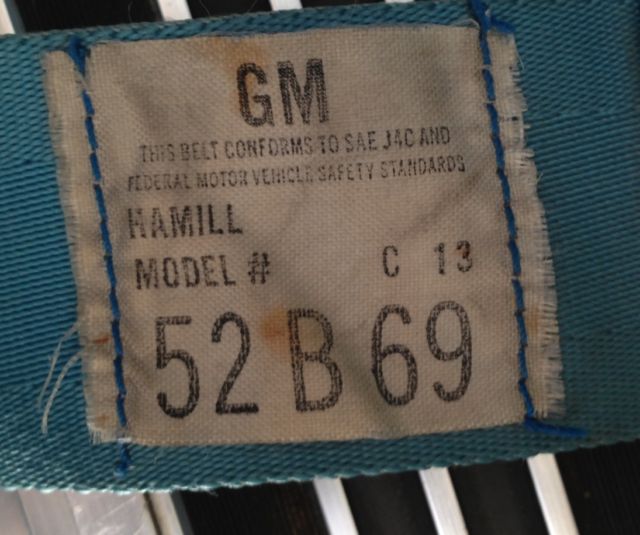 GM
THIS BELT CONFORMS TO SAE J4C AND
FEDERAL MOTOR VEHICLE SAFETY STANDARDS
HAMILL
MODEL # C 13
52 B 69